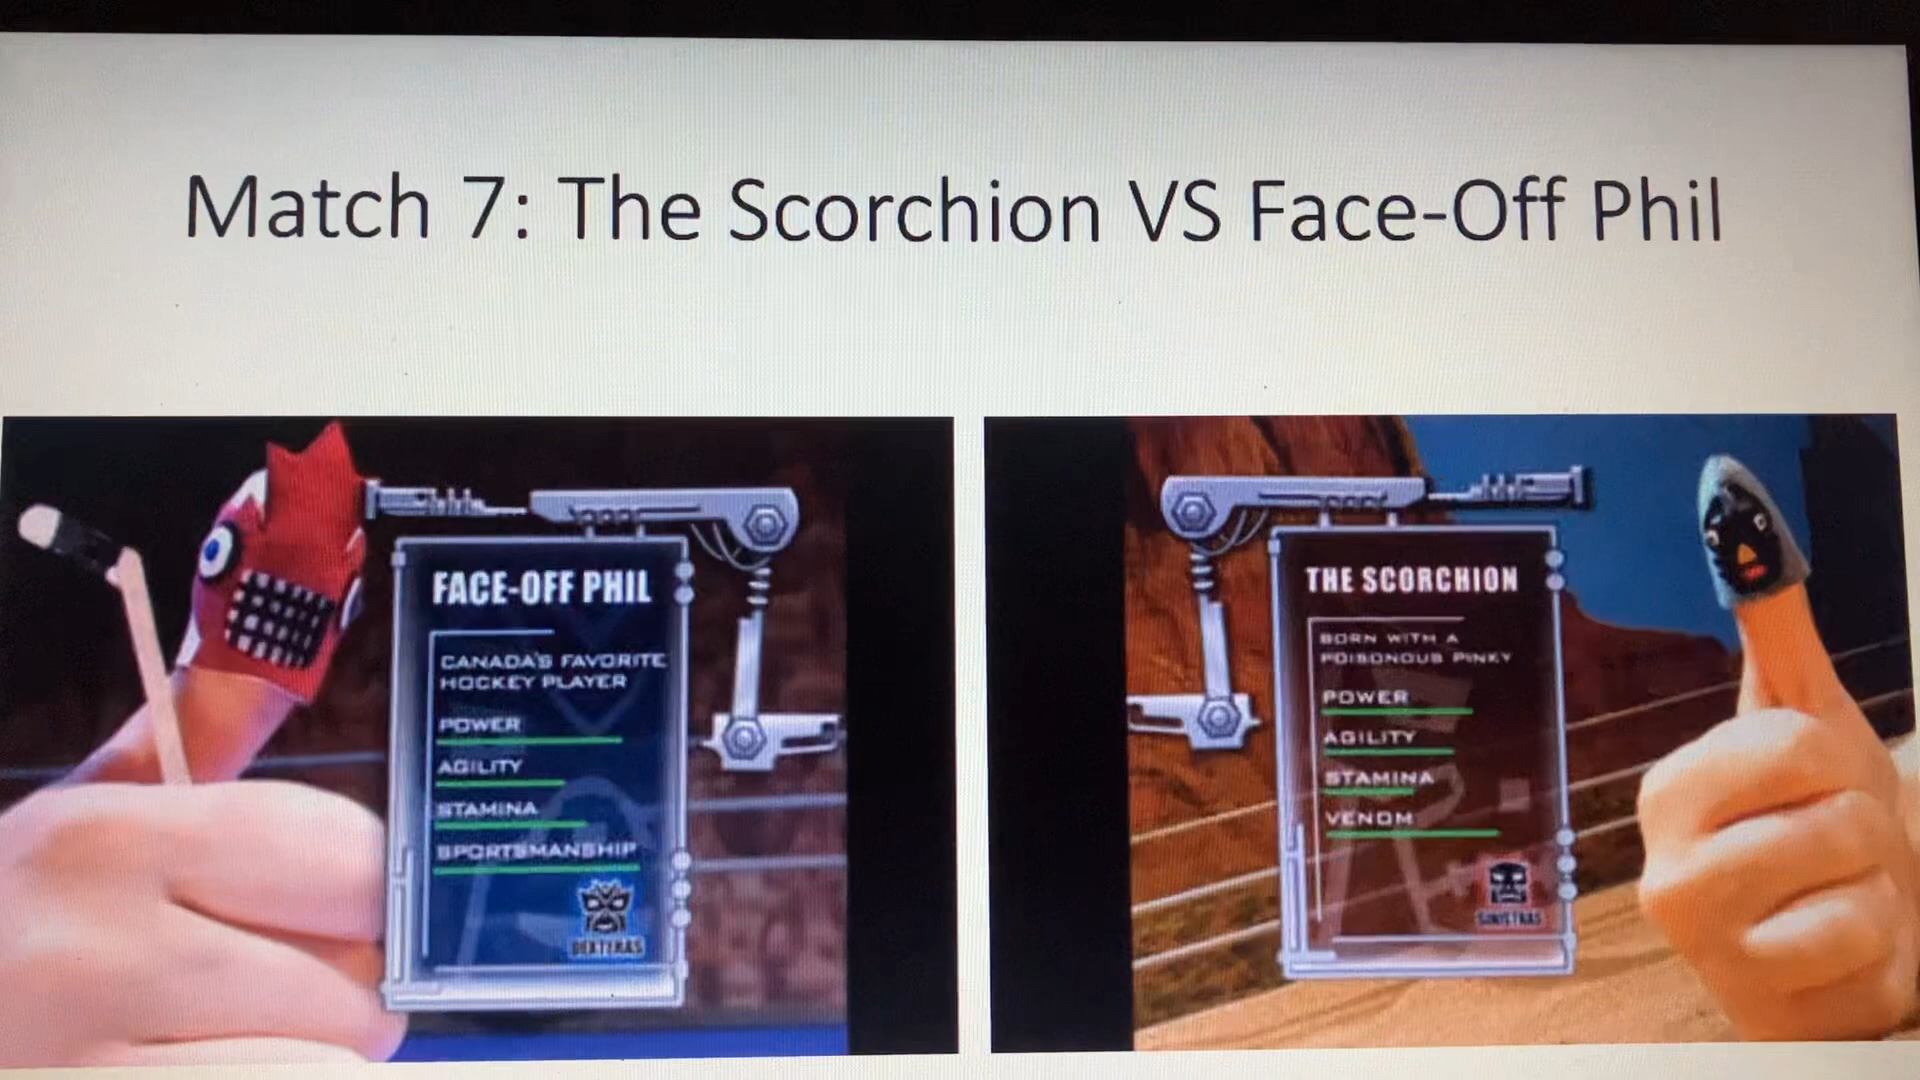 Match 7: The Scorchion VS Face-Off Phil
FACE-OFF PHIL
CANADA'S FAVORITE
HOCKEY PLAYER
POWER
AGILITY
STAMINA
SPORTSMANSHIP
DEXTERAS
THE SCORCHION
BORN WITH A
POISONOUS PINKY
POWER
AGILITY
STAMINA
VENOM
SINISTRAS